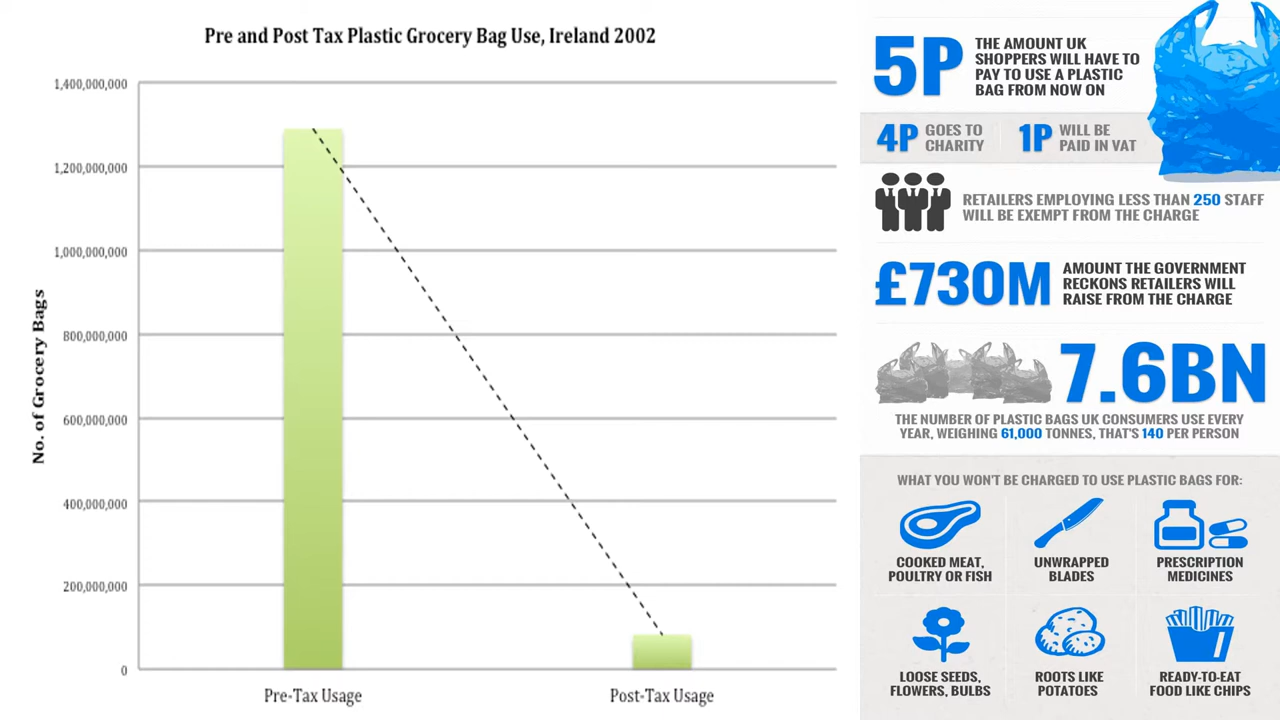 Pre and Post Tax Plastic Grocery Bag Use, Ireland 2002
No. of Grocery Bags
1,400,000,000
1,200,000,000
1,000,000,000
800,000,000
600,000,000
400,000,000
200,000,000
0
Pre-Tax Usage
Post-Tax Usage
5P
THE AMOUNT UK
SHOPPERS WILL HAVE TO
PAY TO USE A PLASTIC
BAG FROM NOW ON
4P
GOES TO
CHARITY
1P
WILL BE
PAID IN VAT
RETAILERS EMPLOYING LESS THAN 250 STAFF
WILL BE EXEMPT FROM THE CHARGE
£730M
AMOUNT THE GOVERNMENT
RECKONS RETAILERS WILL
RAISE FROM THE CHARGE
7.6BN
THE NUMBER OF PLASTIC BAGS UK CONSUMERS USE EVERY
YEAR, WEIGHING 61,000 TONNES, THAT'S 140 PER PERSON
WHAT YOU WON'T BE CHARGED TO USE PLASTIC BAGS FOR:
COOKED MEAT,
POULTRY OR FISH
UNWRAPPED
BLADES
PRESCRIPTION
MEDICINES
LOOSE SEEDS,
FLOWERS, BULBS
ROOTS LIKE
POTATOES
READY-TO-EAT
FOOD LIKE CHIPS